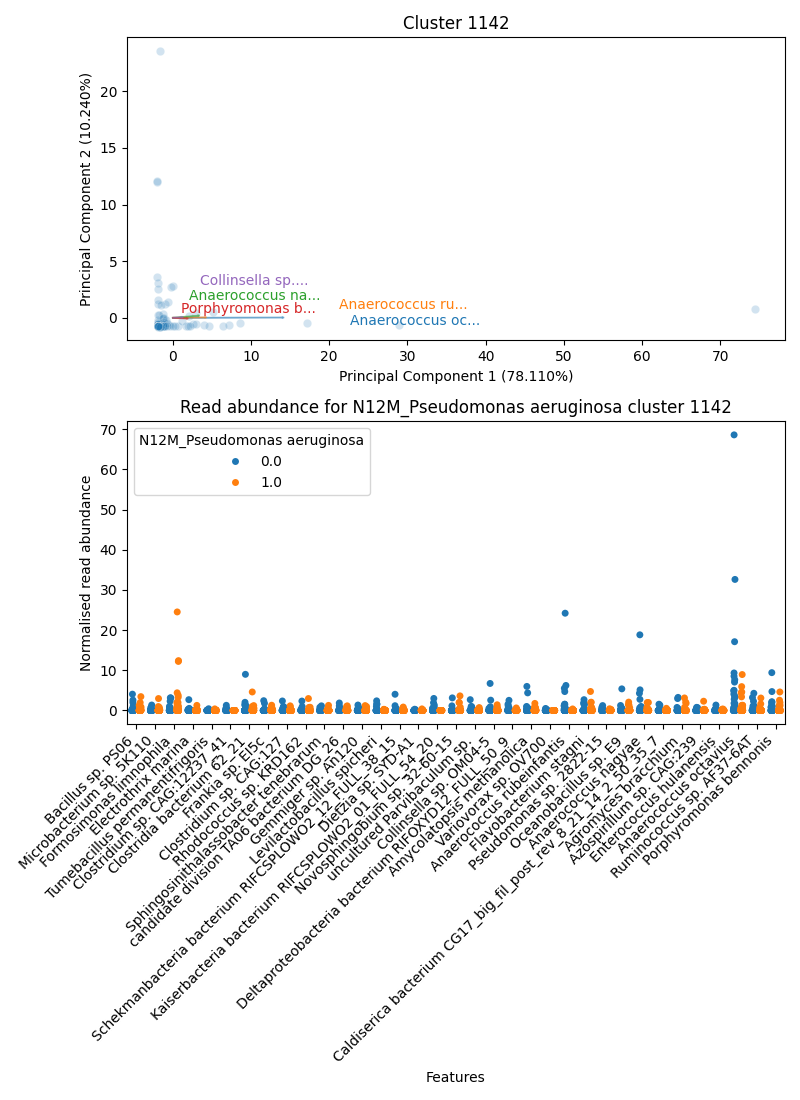 Cluster 1142
Principal Component 2 (10.240%)
20
15
10
5
0
Collinsella sp....
Anaerococcus na...
Anaerococcus ru...
Porphyromonas b...
Anaerococcus oc...
0 10 20 30 40 50 60 70
Principal Component 1 (78.110%)
Read abundance for N12M_Pseudomonas aeruginosa cluster 1142
Normalised read abundance
70
60
50
40
30
20
10
0
N12M_Pseudomonas aeruginosa
0.0
1.0
Bacillus sp. PS06
Microbacterium sp. 5K110
Formosimonas limnophila
Electrothrix marina
Tumebacillus permanentifrigoris
Clostridium sp. CAG:12237_41
Clostridia bacterium 62_21
Frankia sp. Ei5c
Clostridium sp. CAG:127
Rhodococcus sp. KRD162
Sphingosinithalassobacter tenebrarum
candidate division TA06 bacterium DG_26
Gemmiger sp. An120
Levilactobacillus spicheri
Schekmanbacteria bacterium RIFCSPLOWO2_12_FULL_38_15
Dietzia sp. SYD-A1
Kaiserbacteria bacterium RIFCSPLOWO2_01_FULL_54_20
Novosphingobium sp. 32-60-15
uncultured Parvibaculum sp.
Collinsella sp. OM04-5
Deltaproteobacteria bacterium RIFOXYD12_FULL_50_9
Amycolatopsis methanolica
Variovorax sp. OV700
Anaerococcus rubeinfantis
Flavobacterium stagni
Pseudomonas sp. 2822-15
Oceanobacillus sp. E9
Anaerococcus nagyae
Caldiserica bacterium CG17_big_fil_post_rev_8_21_14_2_50_35_7
Agromyces bracchium
Azospirillum sp. CAG:239
Enterococcus hulanensis
Anaerococcus octavius
Ruminococcus sp. AF37-6AT
Porphyromonas bennonis
Features